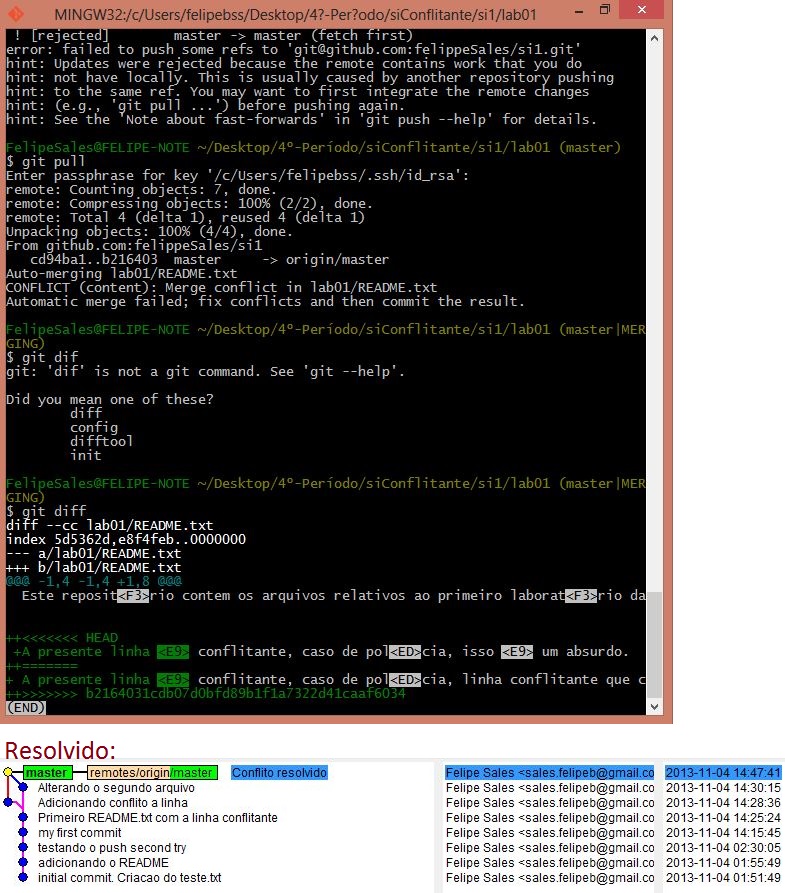 MINGW32:/c/Users/felipebss/Desktop/4?-Per?odo/siConflitante/si1/lab01
! [rejected]        master -> master (fetch first)
error: failed to push some refs to 'git@github.com:felippeSales/si1.git'
hint: Updates were rejected because the remote contains work that you do
hint: not have locally. This is usually caused by another repository pushing
hint: to the same ref. You may want to first integrate the remote changes
hint: (e.g., 'git pull ...') before pushing again.
hint: See the 'Note about fast-forwards' in 'git push --help' for details.
FelipeSales@FELIPE-NOTE ~/Desktop/4º-Período/siConflitante/si1/lab01 (master)
$ git pull
Enter passphrase for key '/c/Users/felipebss/.ssh/id_rsa':
remote: Counting objects: 7, done.
remote: Compressing objects: 100% (2/2), done.
remote: Total 4 (delta 1), reused 4 (delta 1)
Unpacking objects: 100% (4/4), done.
From github.com:felippeSales/si1
   cd94ba1..b216403  master     -> origin/master
Auto-merging lab01/README.txt
CONFLICT (content): Merge conflict in lab01/README.txt
Automatic merge failed; fix conflicts and then commit the result.
FelipeSales@FELIPE-NOTE ~/Desktop/4º-Período/siConflitante/si1/lab01 (master|MER
GING)
$ git dif
git: 'dif' is not a git command. See 'git --help'.
Did you mean one of these?
        diff
        config
        difftool
        init
FelipeSales@FELIPE-NOTE ~/Desktop/4º-Período/siConflitante/si1/lab01 (master|MER
GING)
$ git diff
diff --cc lab01/README.txt
index 5d5362d,e8f4feb..0000000
--- a/lab01/README.txt
+++ b/lab01/README.txt
@@@ -1,4 -1,4 +1,8 @@@
  Este reposit<F3>rio contem os arquivos relativos ao primeiro laborat<F3>rio da
++<<<<<<< HEAD
 +A presente linha <E9> conflitante, caso de pol<ED>cia, isso <E9> um absurdo.
++=======
+ A presente linha <E9> conflitante, caso de pol<ED>cia, linha conflitante que c
++>>>>>>> b2164031cdb07d0bfd89b1f1a7322d41caaf6034
(END)
Resolvido:
master remotes/origin/master Conflito resolvido Felipe Sales <sales.felipeb@gmail.co 2013-11-04 14:47:41
Alterando o segundo arquivo Felipe Sales <sales.felipeb@gmail.co 2013-11-04 14:30:15
Adicionando conflito a linha Felipe Sales <sales.felipeb@gmail.co 2013-11-04 14:28:36
Primeiro README.txt com a linha conflitante Felipe Sales <sales.felipeb@gmail.co 2013-11-04 14:25:24
my first commit Felipe Sales <sales.felipeb@gmail.co 2013-11-04 14:15:45
testando o push second try Felipe Sales <sales.felipeb@gmail.co 2013-11-04 02:30:05
adicionando o README Felipe Sales <sales.felipeb@gmail.co 2013-11-04 01:55:49
initial commit. Criacao do teste.txt Felipe Sales <sales.felipeb@gmail.co 2013-11-04 01:51:49